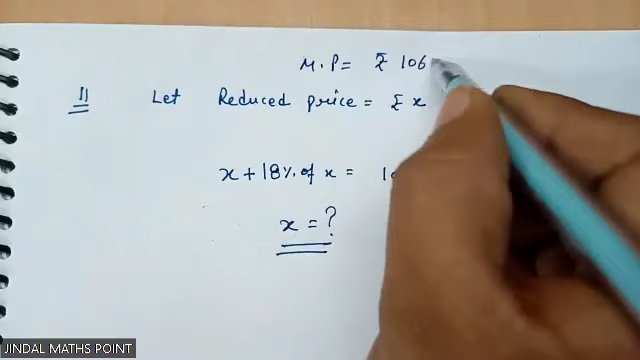 M.P = ₹ 106
11 Let Reduced price = ₹ x
x + 18% of x =
x = ?
JINDAL MATHS POINT